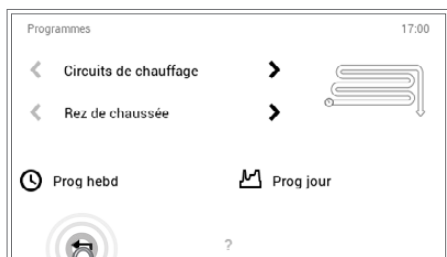 Programmes 17:00
Circuits de chauffage
Rez de chaussée
Prog hebd Prog jour
?